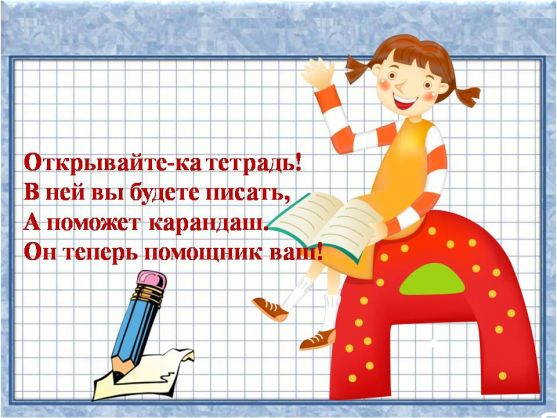 Открывайте-ка тетрадь!
В ней вы будете писать,
А поможет карандаш.
Он теперь помощник ваш!